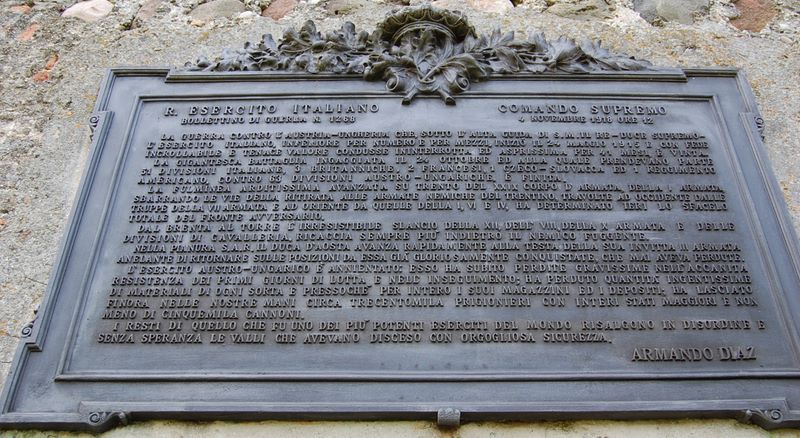 R. ESERCITO ITALIANO COMANDO SUPREMO
BOLLETTINO DI GUERRA N. 1268 4 NOVEMBRE 1918 ORE 12
LA GUERRA CONTRO L'AUSTRIA-UNGHERIA CHE, SOTTO L'ALTA GUIDA DI S.M. IL RE-DUCE SUPREMO-
L'ESERCITO ITALIANO, INFERIORE PER NUMERO E PER MEZZI, INIZIÒ IL 24 MAGGIO 1915 E CON FEDE
INCROLLABILE E TENACE VALORE CONDUSSE ININTERROTTA ED ASPRISSIMA PER 41 MESI È VINTA.
LA GIGANTESCA BATTAGLIA INGAGGIATA IL 24 OTTOBRE ED ALLA QUALE PRENDEVANO PARTE
51 DIVISIONI ITALIANE, 3 BRITANNICHE, 2 FRANCESI, 1 CZECO-SLOVACCA ED 1 REGGIMENTO
AMERICANO, CONTRO 63 DIVISIONI AUSTRO-UNGARICHE È FINITA.
LA FULMINEA ARDITISSIMA AVANZATA SU TRENTO DEL XXIX CORPO D'ARMATA DELLA I. ARMATA
SBARRANDO LE VIE DELLA RITIRATA ALLE ARMATE NEMICHE DEL TRENTINO, TRAVOLTE AD OCCIDENTE DALLE
TRUPPE DELLA VII ARMATA E AD ORIENTE DA QUELLE DELLA I, VI E IV, HA DETERMINATO IERI LO SFACELO
TOTALE DEL FRONTE AVVERSARIO.
DAL BRENTA AL TORRE L'IRRESISTIBILE SLANCIO DELLA XII, DELL'VIII, DELLA X ARMATA E DELLE
DIVISIONI DI CAVALLERIA, RICACCIA SEMPRE PIU' INDIETRO IL NEMICO FUGGENTE.
NELLA PIANURA S.A.R. IL DUCA D'AOSTA AVANZA RAPIDAMENTE ALLA TESTA DELLA SUA INVITTA III ARMATA
ANELANTE DI RITORNARE SULLE POSIZIONI DA ESSA GIÀ GLORIOSAMENTE CONQUISTATE, CHE MAI AVEVA PERDUTE.
L'ESERCITO AUSTRO-UNGARICO È ANNIENTATO: ESSO HA SUBITO PERDITE GRAVISSIME NELL'ACCANITA
RESISTENZA DEI PRIMI GIORNI DI LOTTA E NELL'INSEGUIMENTO; HA PERDUTO QUANTITÀ INGENTISSIME
DI MATERIALI DI OGNI SORTA E PRESSOCHE' PER INTERO I SUOI MAGAZZINI ED I DEPOSITI, HA LASCIATO
FINORA NELLE NOSTRE MANI CIRCA TRECENTOMILA PRIGIONIERI CON INTERI STATI MAGGIORI E NON
MENO DI CINQUEMILA CANNONI.
I RESTI DI QUELLO CHE FU UNO DEI PIU' POTENTI ESERCITI DEL MONDO RISALGONO IN DISORDINE E
SENZA SPERANZA LE VALLI CHE AVEVANO DISCESO CON ORGOGLIOSA SICUREZZA.
ARMANDO DIAZ